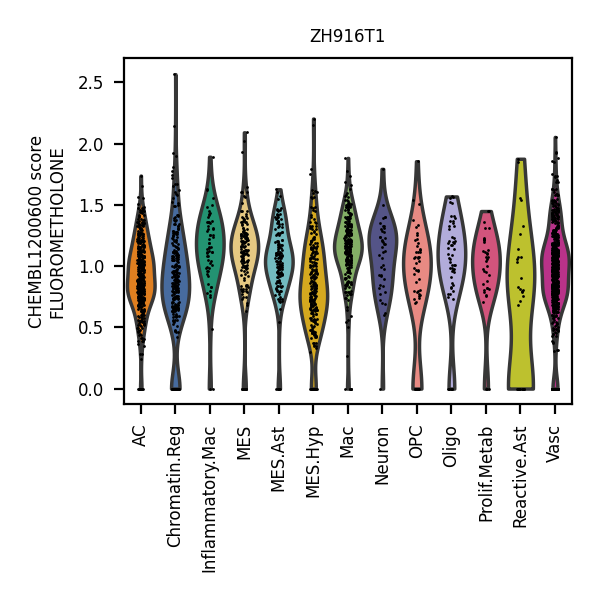 ZH916T1
CHEMBL1200600 score
FLUOROMETHOLONE
2.5
2.0
1.5
1.0
0.5
0.0
AC
Chromatin.Reg
Inflammatory.Mac
MES
MES.Ast
MES.Hyp
Mac
Neuron
OPC
Oligo
Prolif.Metab
Reactive.Ast
Vasc